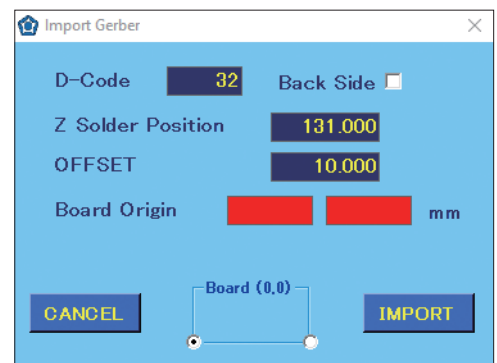 Import Gerber
D-Code 32 Back Side
Z Solder Position 131.000
OFFSET 10.000
Board Origin mm
Board (0,0)
CANCEL IMPORT